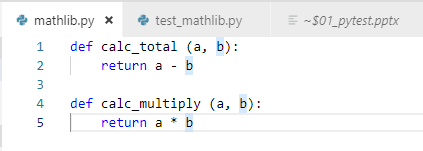 mathlib.py test_mathlib.py ~$01_pytest.pptx
1 def calc_total (a, b):
2 return a - b
3
4 def calc_multiply (a, b):
5 return a * b